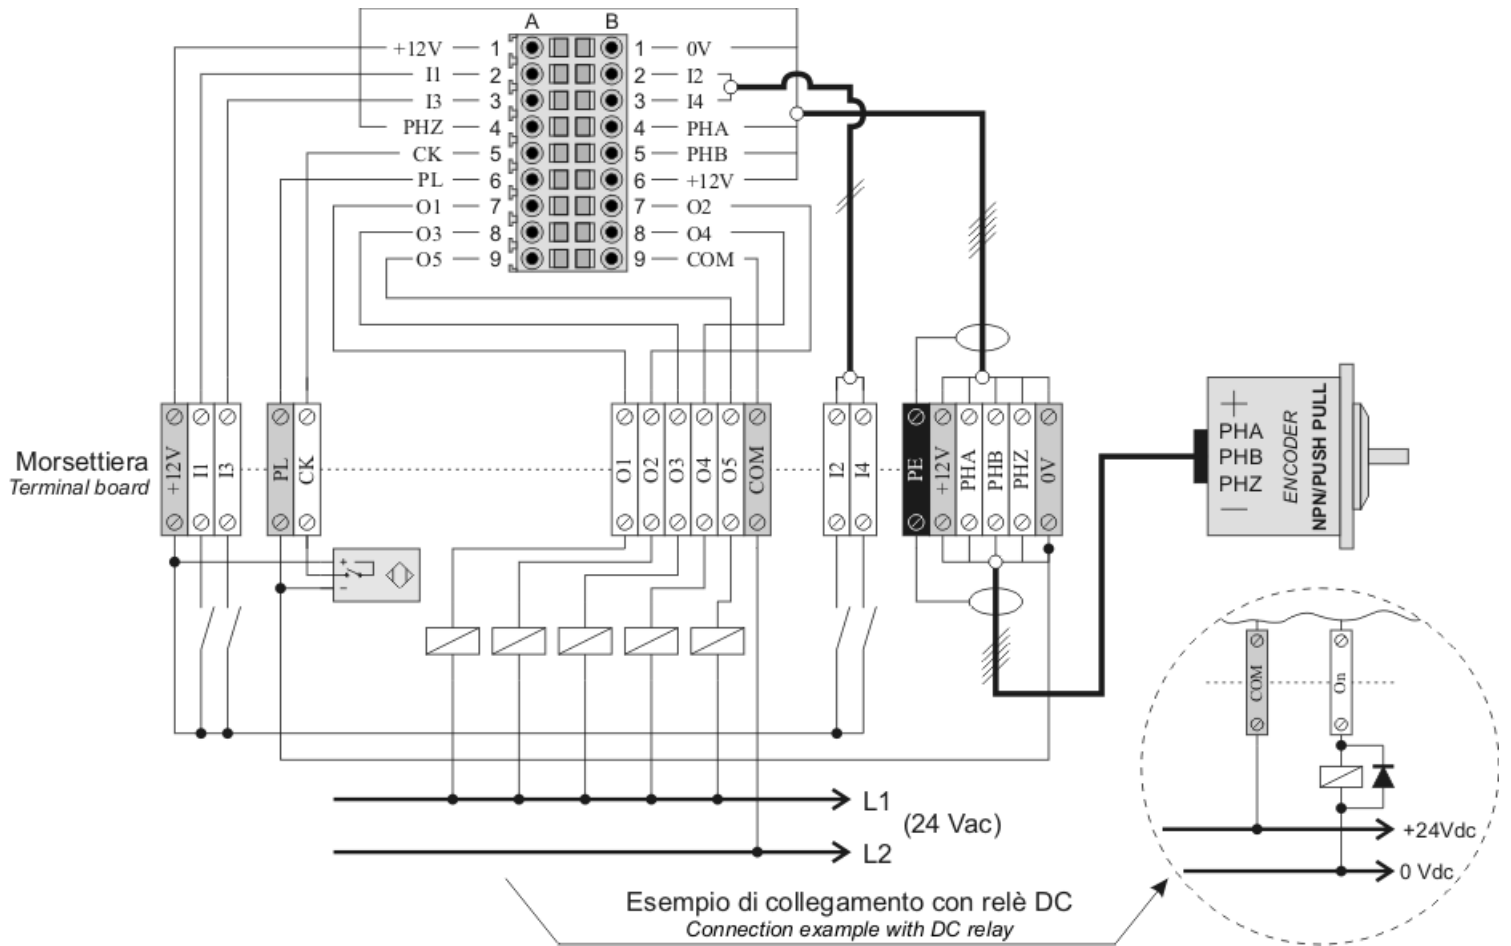 A B
+12V 1 1 0V
I1 2 2 I2
I3 3 3 I4
PHZ 4 4 PHA
CK 5 5 PHB
PL 6 6 +12V
O1 7 7 O2
O3 8 8 O4
O5 9 9 COM
Morsettiera
Terminal board
+12V I1 I3 PL CK O1 O2 O3 O4 O5 COM I2 I4 PE +12V PHA PHB PHZ 0V
+
PHA
PHB
PHZ
—
ENCODER
NPN/PUSH PULL
+
−
COM On
L1
(24 Vac)
L2
+24Vdc
0 Vdc
Esempio di collegamento con relè DC
Connection example with DC relay